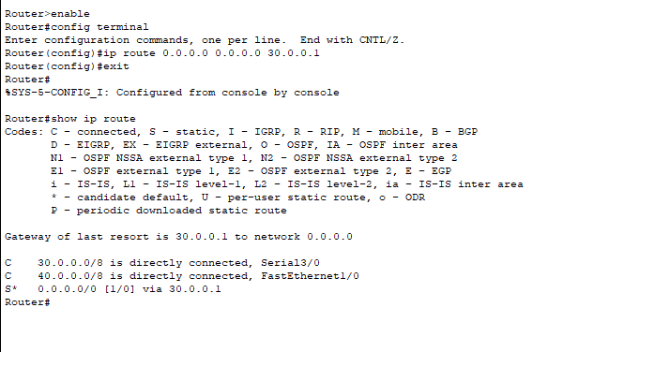 Router>enable
Router#config terminal
Enter configuration commands, one per line.  End with CNTL/Z.
Router(config)#ip route 0.0.0.0 0.0.0.0 30.0.0.1
Router(config)#exit
Router#
%SYS-5-CONFIG_I: Configured from console by console
Router#show ip route
Codes: C - connected, S - static, I - IGRP, R - RIP, M - mobile, B - BGP
       D - EIGRP, EX - EIGRP external, O - OSPF, IA - OSPF inter area
       N1 - OSPF NSSA external type 1, N2 - OSPF NSSA external type 2
       E1 - OSPF external type 1, E2 - OSPF external type 2, E - EGP
       i - IS-IS, L1 - IS-IS level-1, L2 - IS-IS level-2, ia - IS-IS inter area
       * - candidate default, U - per-user static route, o - ODR
       P - periodic downloaded static route
Gateway of last resort is 30.0.0.1 to network 0.0.0.0
C    30.0.0.0/8 is directly connected, Serial3/0
C    40.0.0.0/8 is directly connected, FastEthernet1/0
S*   0.0.0.0/0 [1/0] via 30.0.0.1
Router#